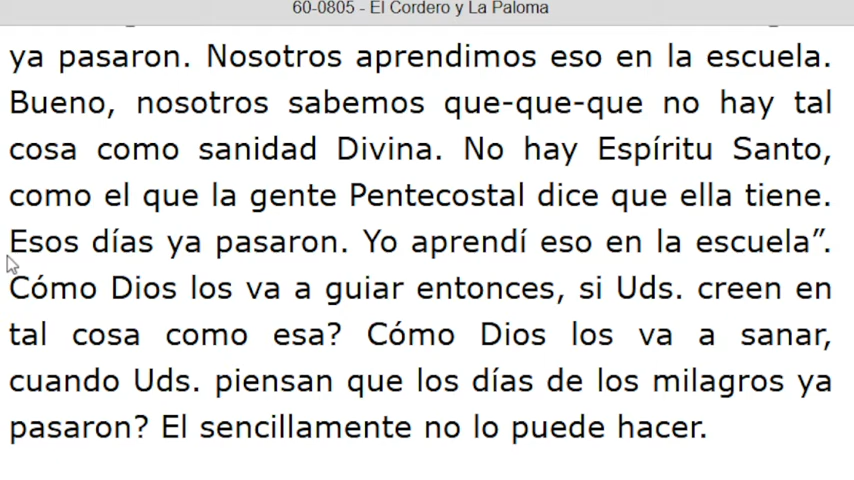 60-0805 - El Cordero y La Paloma
ya pasaron. Nosotros aprendimos eso en la escuela.
Bueno, nosotros sabemos que-que-que no hay tal
cosa como sanidad Divina. No hay Espíritu Santo,
como el que la gente Pentecostal dice que ella tiene.
Esos días ya pasaron. Yo aprendí eso en la escuela”.
Cómo Dios los va a guiar entonces, si Uds. creen en
tal cosa como esa? Cómo Dios los va a sanar,
cuando Uds. piensan que los días de los milagros ya
pasaron? El sencillamente no lo puede hacer.